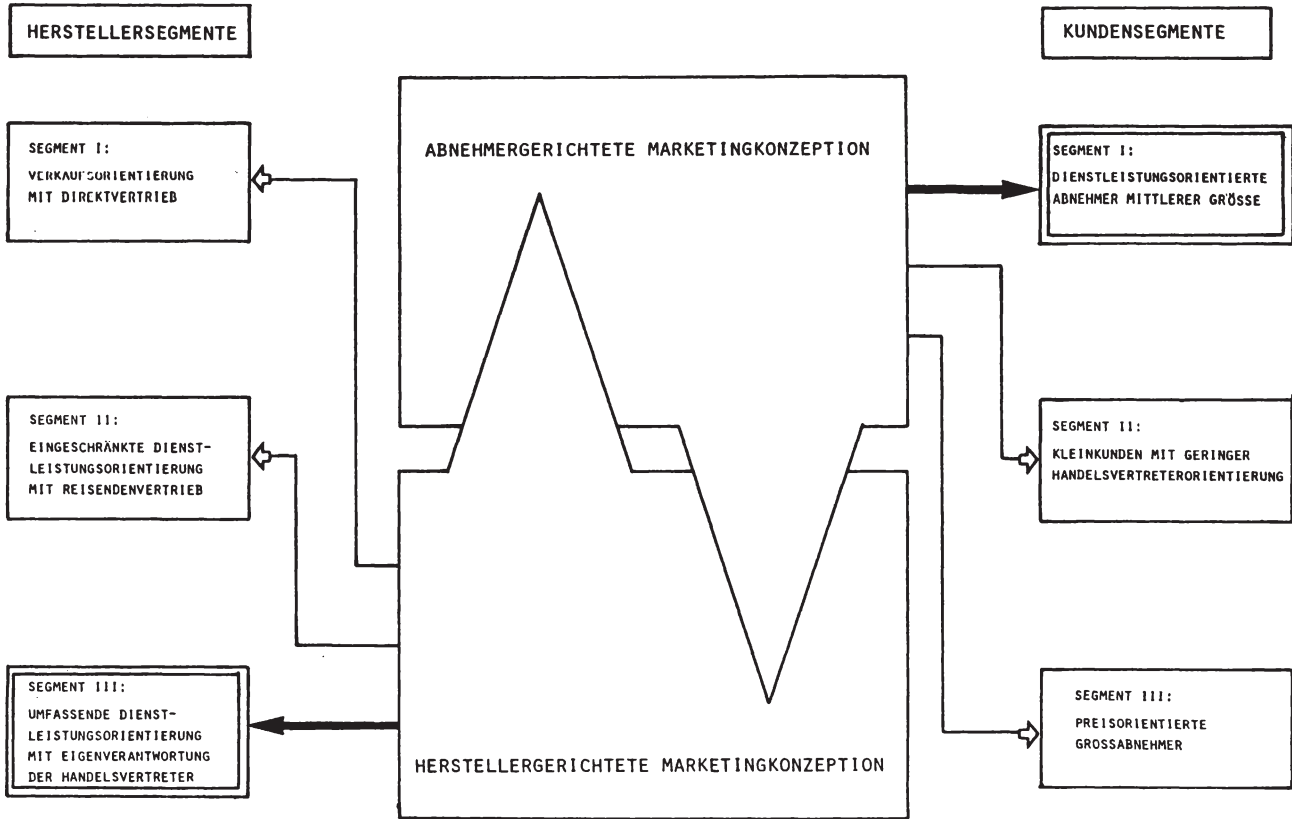 HERSTELLERSEGMENTE
KUNDENSEGMENTE
SEGMENT I:
VERKAUFSORIENTIERUNG
MIT DIREKTVERTRIEB
SEGMENT II:
EINGESCHRÄNKTE DIENST-
LEISTUNGSORIENTIERUNG
MIT REISENDENVERTRIEB
SEGMENT III:
UMFASSENDE DIENST-
LEISTUNGSORIENTIERUNG
MIT EIGENVERANTWORTUNG
DER HANDELSVERTRETER
ABNEHMERGERICHTETE MARKETINGKONZEPTION
HERSTELLERGERICHTETE MARKETINGKONZEPTION
SEGMENT I:
DIENSTLEISTUNGSORIENTIERTE
ABNEHMER MITTLERER GRÖSSE
SEGMENT II:
KLEINKUNDEN MIT GERINGER
HANDELSVERTRETERORIENTIERUNG
SEGMENT III:
PREISORIENTIERTE
GROSSABNEHMER